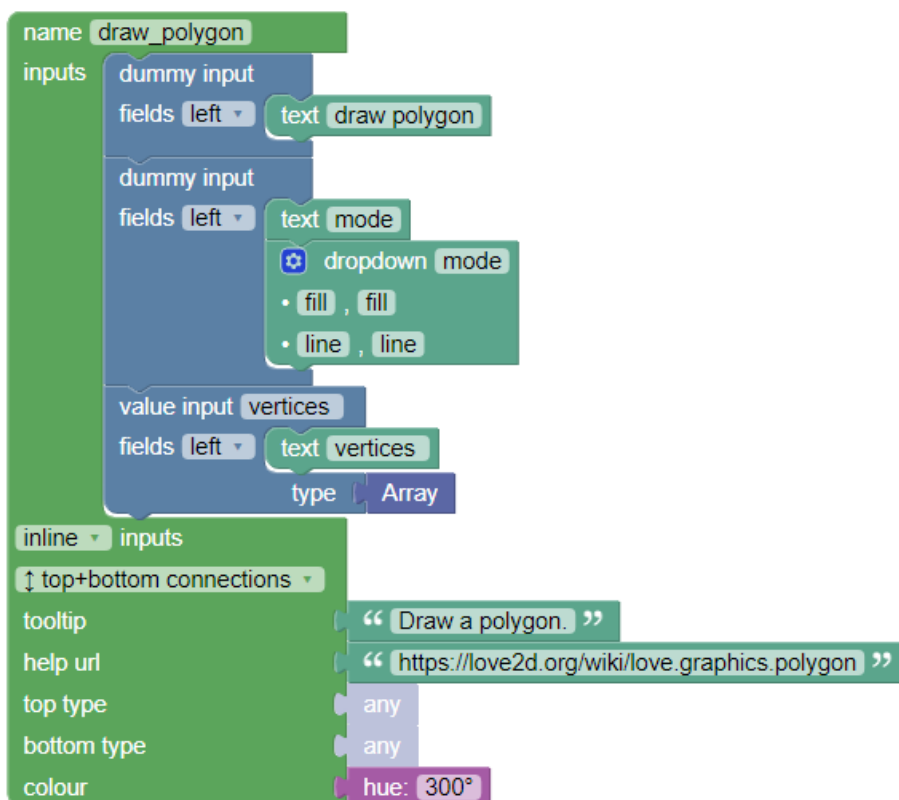 name draw_polygon
inputs dummy input
fields left text draw polygon
dummy input
fields left text mode
dropdown mode
• fill , fill
• line , line
value input vertices
fields left text vertices
type Array
inline inputs
↕ top+bottom connections
tooltip “ Draw a polygon. ”
help url “ https://love2d.org/wiki/love.graphics.polygon ”
top type any
bottom type any
colour hue: 300°